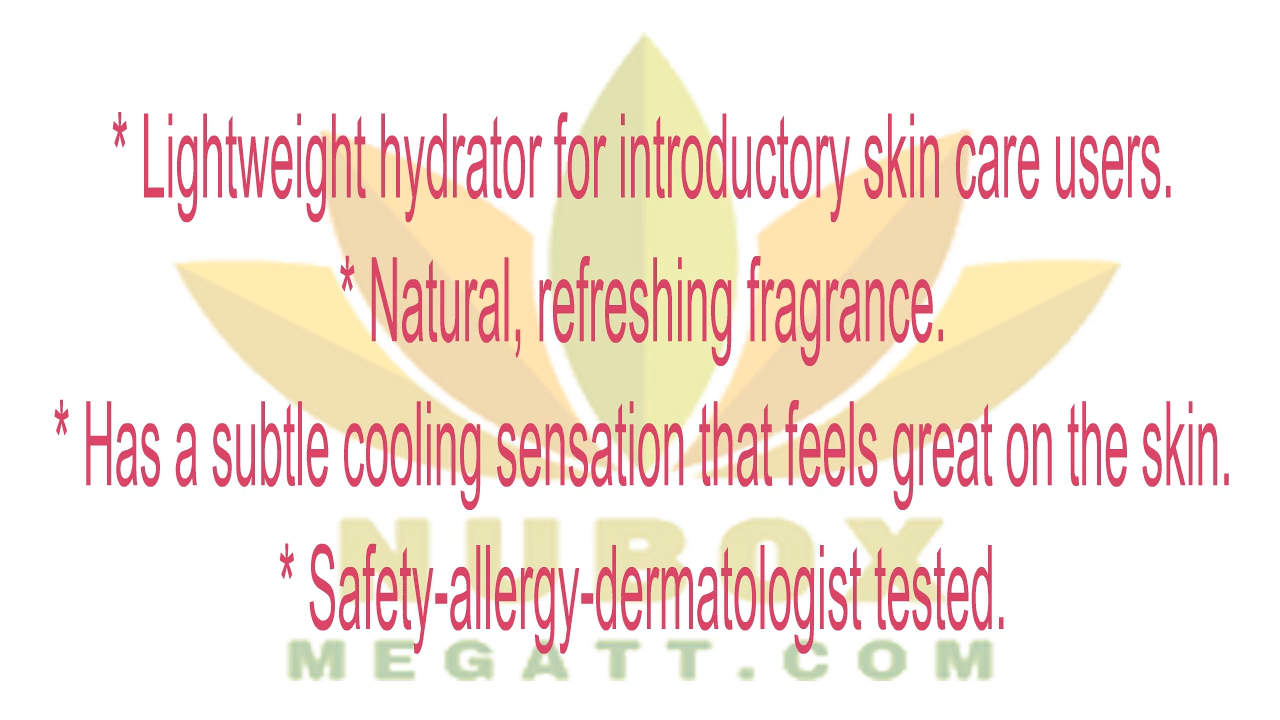 * Lightweight hydrator for introductory skin care users.
* Natural, refreshing fragrance.
* Has a subtle cooling sensation that feels great on the skin.
NUBOX
* Safety-allergy-dermatologist tested.
MEGATT.COM